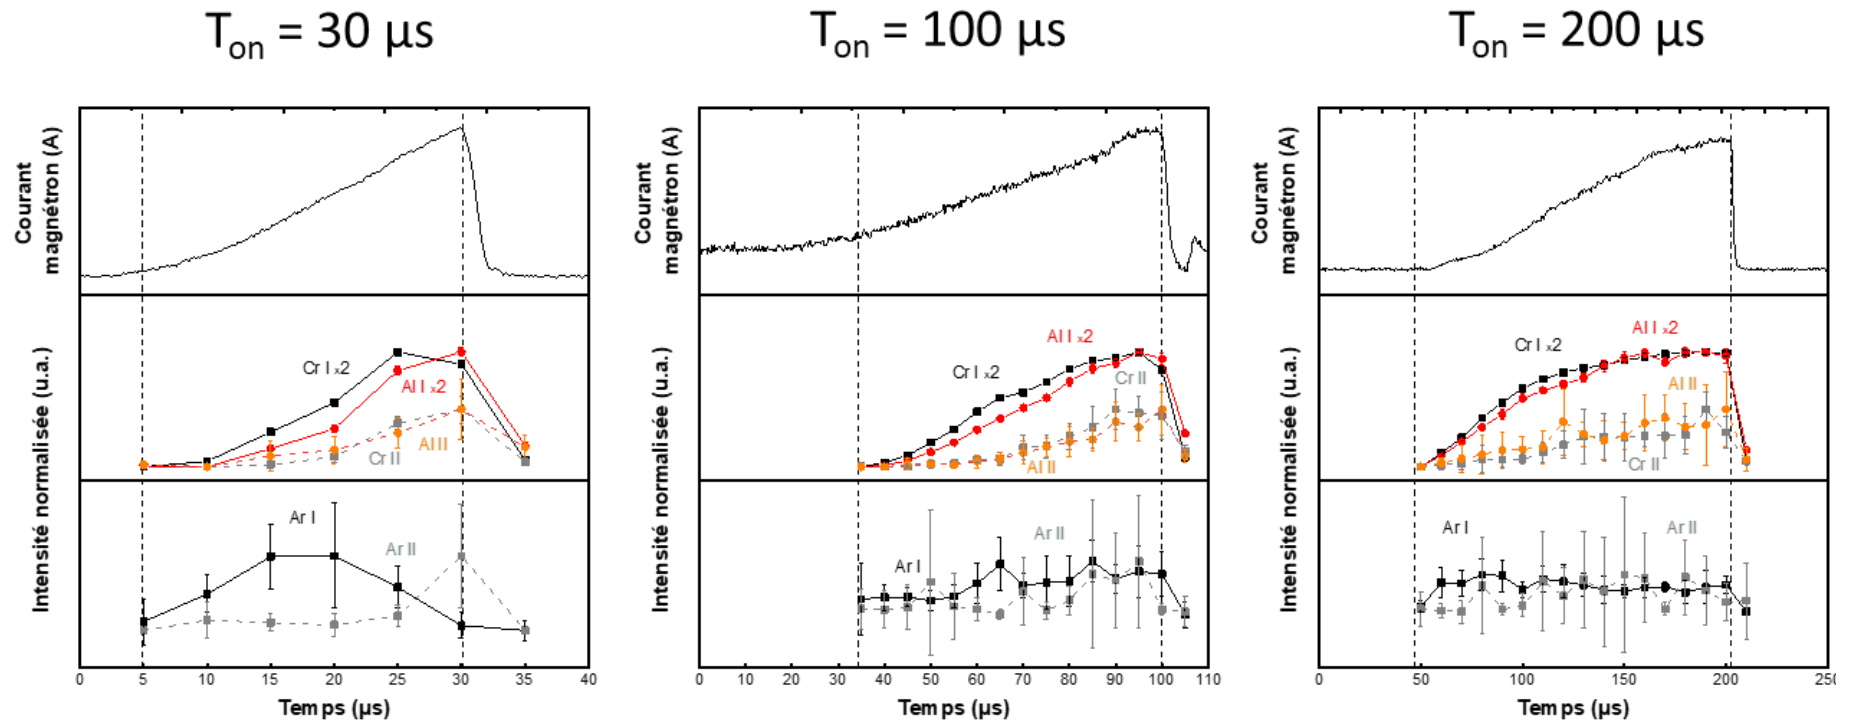 Ton = 30 µs
Ton = 100 µs
Ton = 200 µs
Courant
magnétron (A)
Intensité normalisée (u.a.)
Cr I x2
Al I x2
Al II
Cr II
Ar I
Ar II
0 5 10 15 20 25 30 35 40
Temps (µs)
Courant
magnétron (A)
Intensité normalisée (u.a.)
Al I x2
Cr I x2
Cr II
Al II
Ar II
Ar I
0 10 20 30 40 50 60 70 80 90 100 110
Temps (µs)
Courant
magnétron (A)
Intensité normalisée (u.a.)
Al I x2
Cr I x2
Al II
Cr II
Ar I
Ar II
0 50 100 150 200 250
Temps (µs)